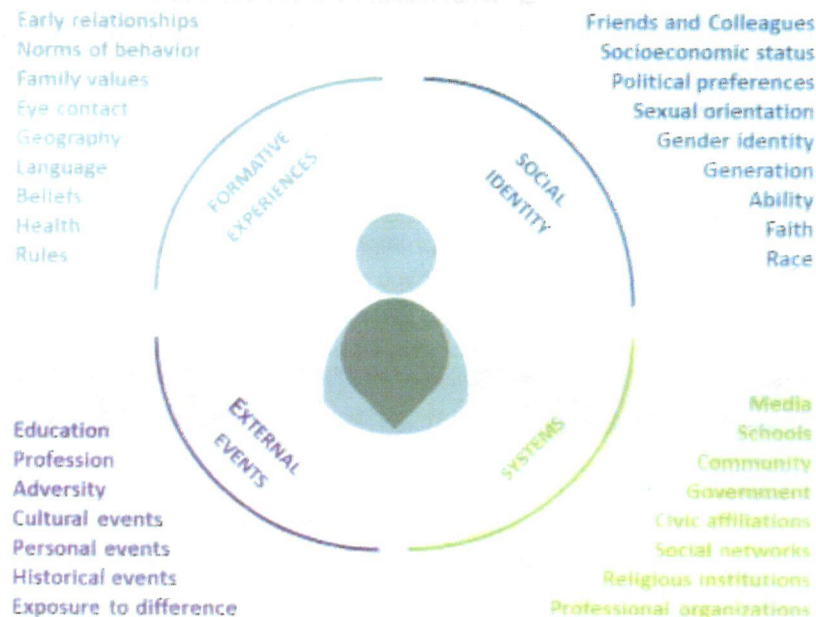 Early relationships
Norms of behavior
Family values
Eye contact
Geography
Language
Beliefs
Health
Rules
Friends and Colleagues
Socioeconomic status
Political preferences
Sexual orientation
Gender identity
Generation
Ability
Faith
Race
FORMATIVE
EXPERIENCES
SOCIAL
IDENTITY
EXTERNAL
EVENTS
SYSTEMS
Education
Profession
Adversity
Cultural events
Personal events
Historical events
Exposure to difference
Media
Schools
Community
Government
Civic affiliations
Social networks
Religious institutions
Professional organizations